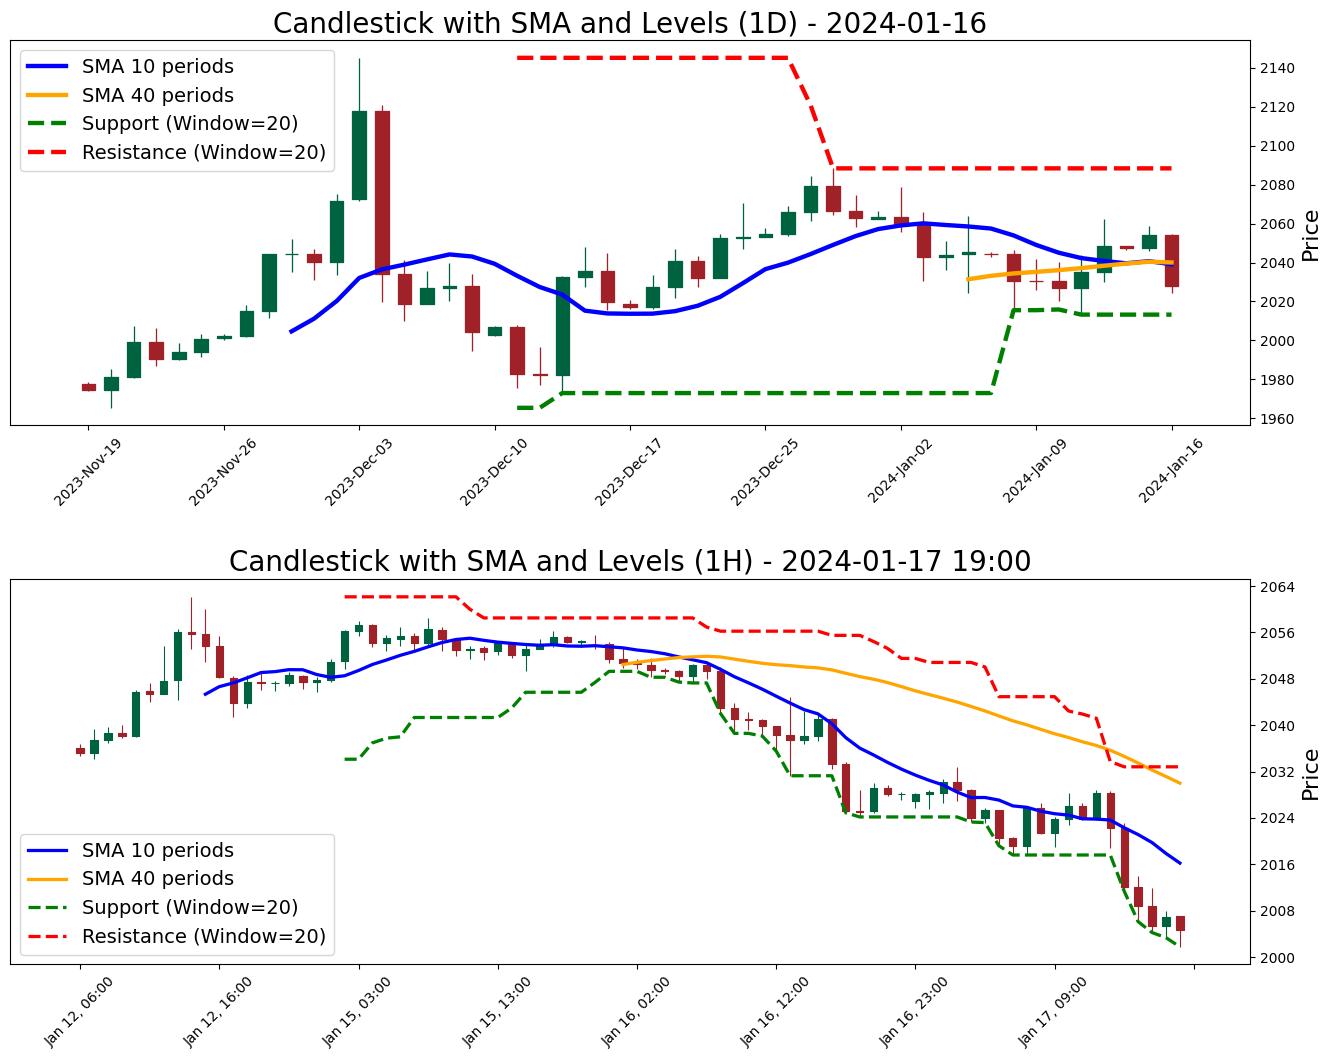 Candlestick with SMA and Levels (1D) - 2024-01-16
SMA 10 periods
SMA 40 periods
Support (Window=20)
Resistance (Window=20)
2140
2120
2100
2080
2060
2040
2020
2000
1980
1960
Price
2023-Nov-19
2023-Nov-26
2023-Dec-03
2023-Dec-10
2023-Dec-17
2023-Dec-25
2024-Jan-02
2024-Jan-09
2024-Jan-16
Candlestick with SMA and Levels (1H) - 2024-01-17 19:00
2064
2056
2048
2040
2032
2024
2016
2008
2000
Price
SMA 10 periods
SMA 40 periods
Support (Window=20)
Resistance (Window=20)
Jan 12, 06:00
Jan 12, 16:00
Jan 15, 03:00
Jan 15, 13:00
Jan 16, 02:00
Jan 16, 12:00
Jan 16, 23:00
Jan 17, 09:00